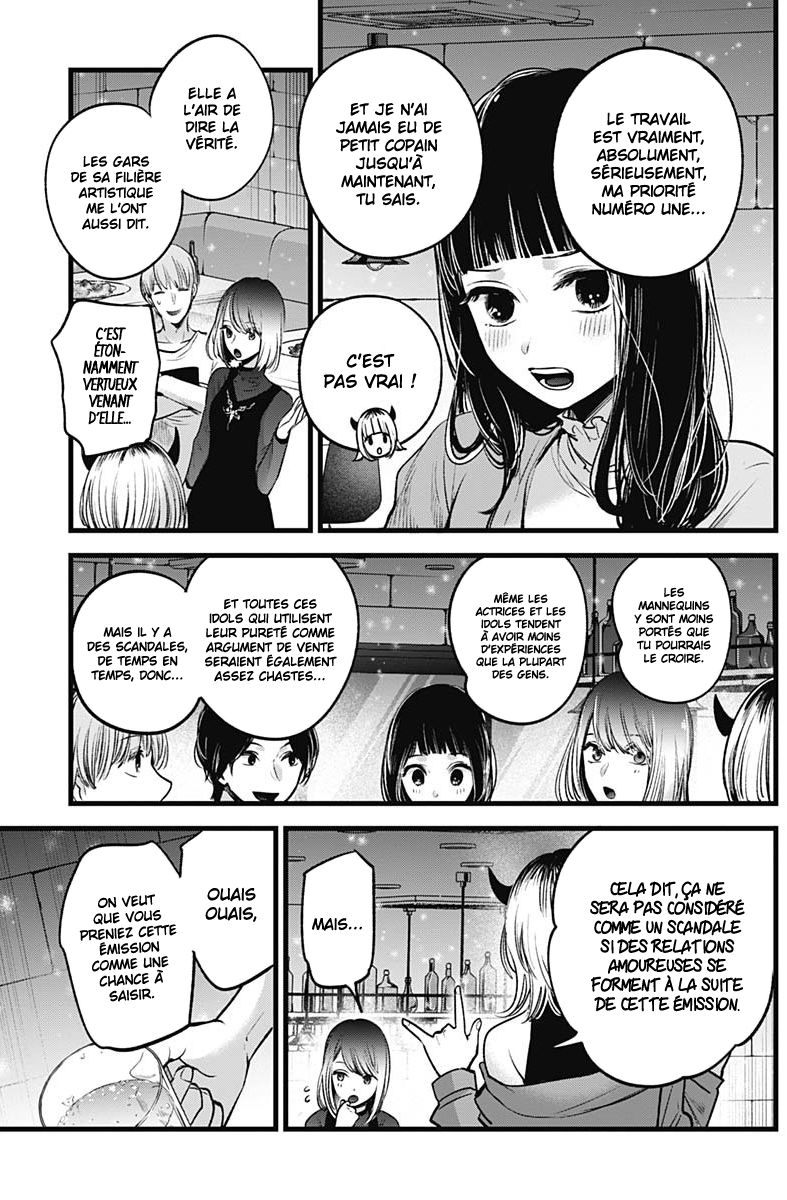 LE TRAVAIL
EST VRAIMENT,
ABSOLUMENT,
SÉRIEUSEMENT,
MA PRIORITÉ
NUMÉRO UNE...
ET JE N'AI
JAMAIS EU DE
PETIT COPAIN
JUSQU'À
MAINTENANT,
TU SAIS.
C'EST
PAS VRAI !
ELLE A
L'AIR DE
DIRE LA
VÉRITÉ.
LES GARS
DE SA FILIÈRE
ARTISTIQUE
ME L'ONT
AUSSI DIT.
C'EST
ÉTON-
NAMMENT
VERTUEUX
VENANT
D'ELLE...
LES
MANNEQUINS
Y SONT MOINS
PORTÉS QUE
TU POURRAIS
LE CROIRE.
MÊME LES
ACTRICES ET LES
IDOLS TENDENT
À AVOIR MOINS
D'EXPÉRIENCES
QUE LA PLUPART
DES GENS.
ET TOUTES CES
IDOLS QUI UTILISENT
LEUR PURETÉ COMME
ARGUMENT DE VENTE
SERAIENT ÉGALEMENT
ASSEZ CHASTES...
MAIS IL Y A
DES SCANDALES,
DE TEMPS EN
TEMPS, DONC...
CELA DIT, ÇA NE
SERA PAS CONSIDÉRÉ
COMME UN SCANDALE
SI DES RELATIONS
AMOUREUSES SE
FORMENT À LA SUITE
DE CETTE ÉMISSION.
MAIS...
OUAIS
OUAIS,
ON VEUT
QUE VOUS
PRENIEZ CETTE
ÉMISSION
COMME UNE
CHANCE À
SAISIR.